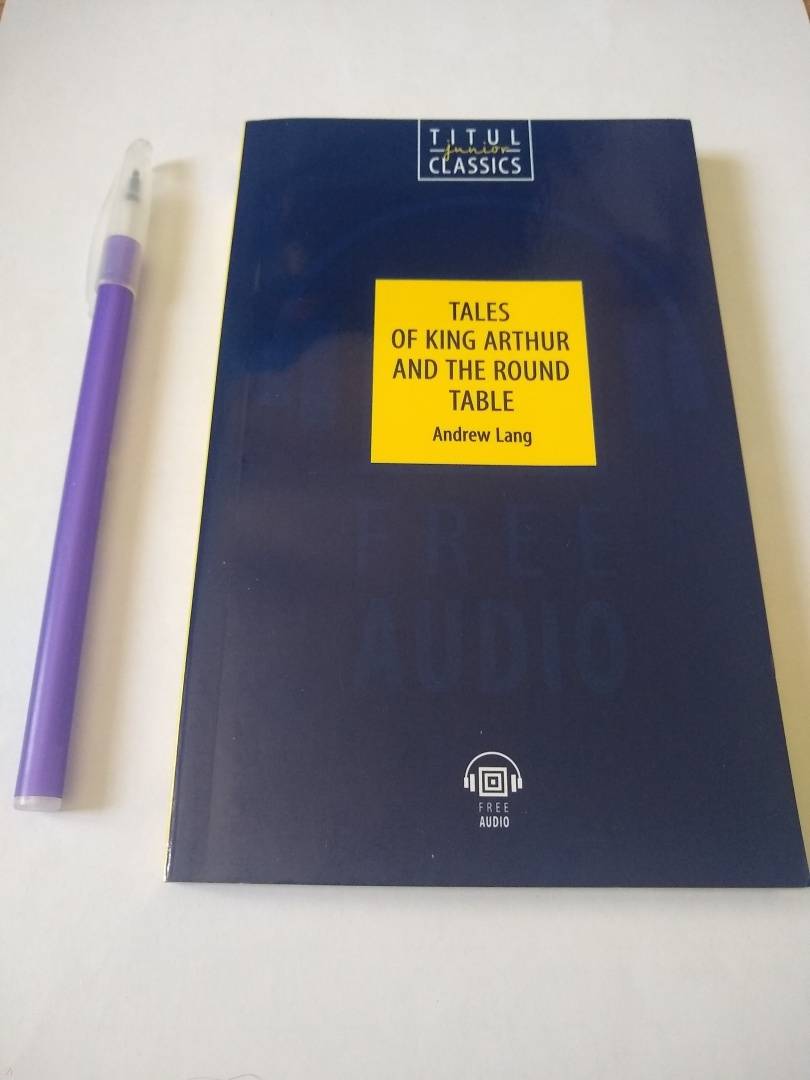 TITUL
junior
CLASSICS
TALES
OF KING ARTHUR
AND THE ROUND
TABLE
Andrew Lang
FREE
AUDIO
FREE
AUDIO